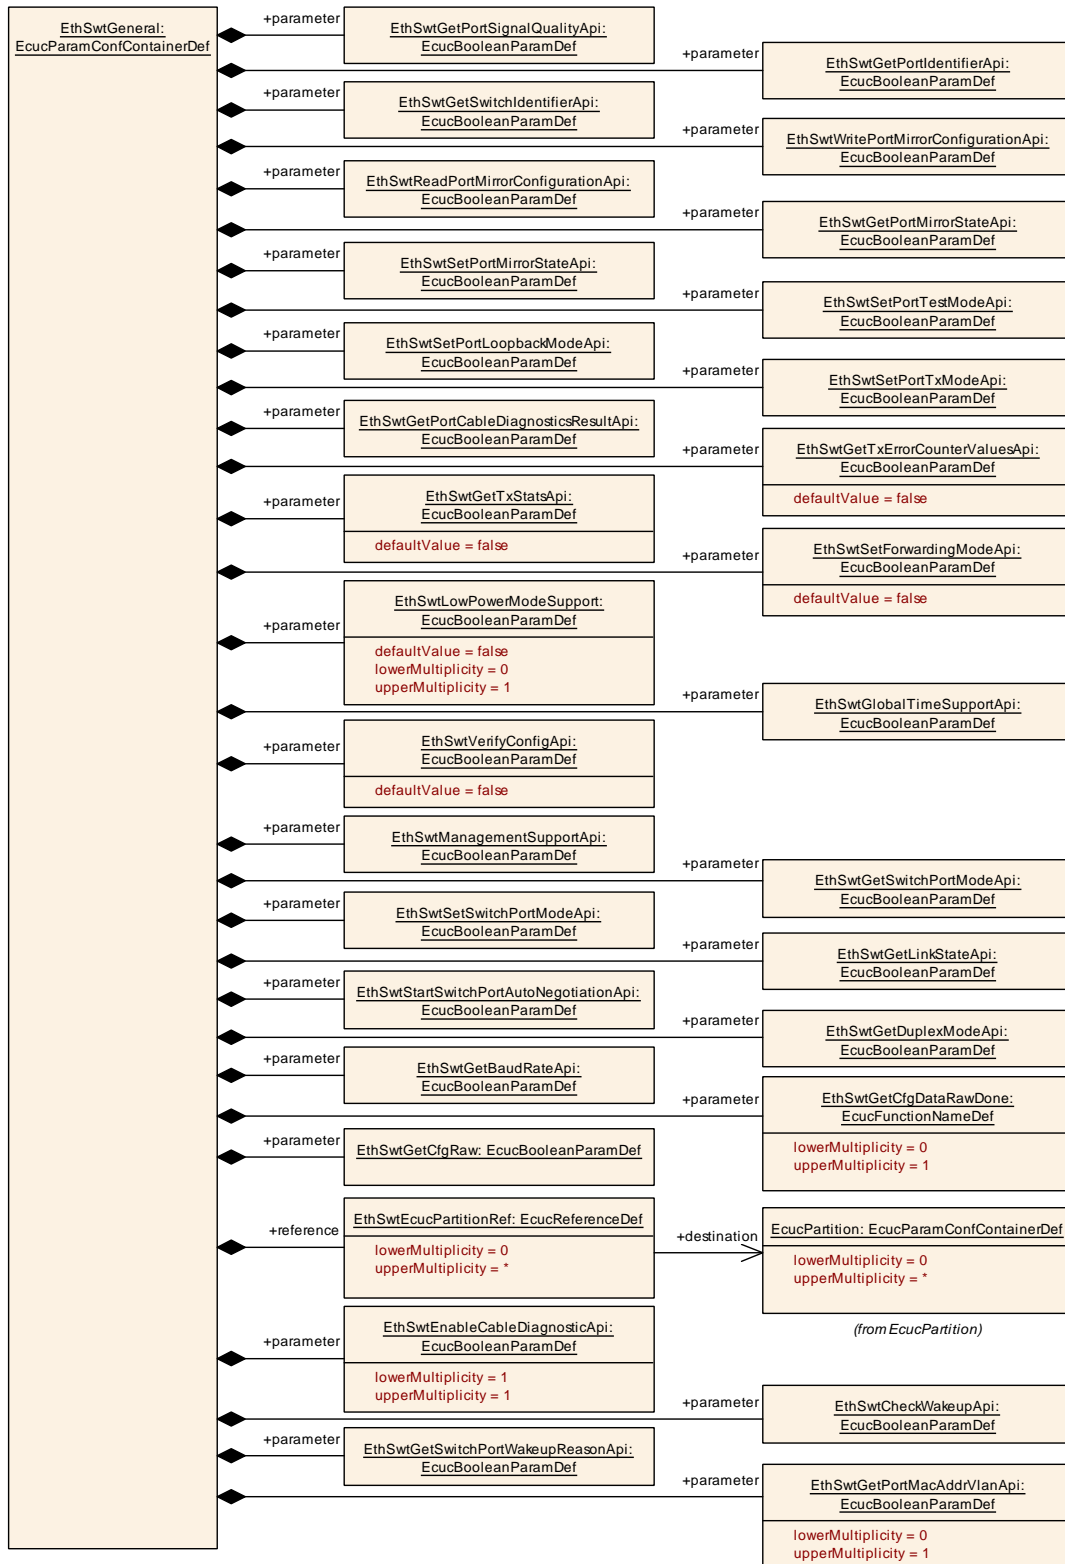 EthSwtGeneral:
EcucParamConfContainerDef
+parameter
EthSwtGetPortSignalQualityApi:
EcucBooleanParamDef
+parameter
EthSwtGetPortIdentifierApi:
EcucBooleanParamDef
+parameter
EthSwtGetSwitchIdentifierApi:
EcucBooleanParamDef
+parameter
EthSwtWritePortMirrorConfigurationApi:
EcucBooleanParamDef
+parameter
EthSwtReadPortMirrorConfigurationApi:
EcucBooleanParamDef
+parameter
EthSwtGetPortMirrorStateApi:
EcucBooleanParamDef
+parameter
EthSwtSetPortMirrorStateApi:
EcucBooleanParamDef
+parameter
EthSwtSetPortTestModeApi:
EcucBooleanParamDef
+parameter
EthSwtSetPortLoopbackModeApi:
EcucBooleanParamDef
+parameter
EthSwtSetPortTxModeApi:
EcucBooleanParamDef
+parameter
EthSwtGetPortCableDiagnosticsResultApi:
EcucBooleanParamDef
+parameter
EthSwtGetTxErrorCounterValuesApi:
EcucBooleanParamDef
defaultValue = false
+parameter
EthSwtGetTxStatsApi:
EcucBooleanParamDef
defaultValue = false
+parameter
EthSwtSetForwardingModeApi:
EcucBooleanParamDef
defaultValue = false
+parameter
EthSwtLowPowerModeSupport:
EcucBooleanParamDef
defaultValue = false
lowerMultiplicity = 0
upperMultiplicity = 1
+parameter
EthSwtGlobalTimeSupportApi:
EcucBooleanParamDef
+parameter
EthSwtVerifyConfigApi:
EcucBooleanParamDef
defaultValue = false
+parameter
EthSwtManagementSupportApi:
EcucBooleanParamDef
+parameter
EthSwtGetSwitchPortModeApi:
EcucBooleanParamDef
+parameter
EthSwtSetSwitchPortModeApi:
EcucBooleanParamDef
+parameter
EthSwtGetLinkStateApi:
EcucBooleanParamDef
+parameter
EthSwtStartSwitchPortAutoNegotiationApi:
EcucBooleanParamDef
+parameter
EthSwtGetDuplexModeApi:
EcucBooleanParamDef
+parameter
EthSwtGetBaudRateApi:
EcucBooleanParamDef
+parameter
EthSwtGetCfgDataRawDone:
EcucFunctionNameDef
lowerMultiplicity = 0
upperMultiplicity = 1
+parameter
EthSwtGetCfgRaw: EcucBooleanParamDef
+reference
EthSwtEcucPartitionRef: EcucReferenceDef
lowerMultiplicity = 0
upperMultiplicity = *
+destination
EcucPartition: EcucParamConfContainerDef
lowerMultiplicity = 0
upperMultiplicity = *
(from EcucPartition)
+parameter
EthSwtEnableCableDiagnosticApi:
EcucBooleanParamDef
lowerMultiplicity = 1
upperMultiplicity = 1
+parameter
EthSwtCheckWakeupApi:
EcucBooleanParamDef
+parameter
EthSwtGetSwitchPortWakeupReasonApi:
EcucBooleanParamDef
+parameter
EthSwtGetPortMacAddrVlanApi:
EcucBooleanParamDef
lowerMultiplicity = 0
upperMultiplicity = 1